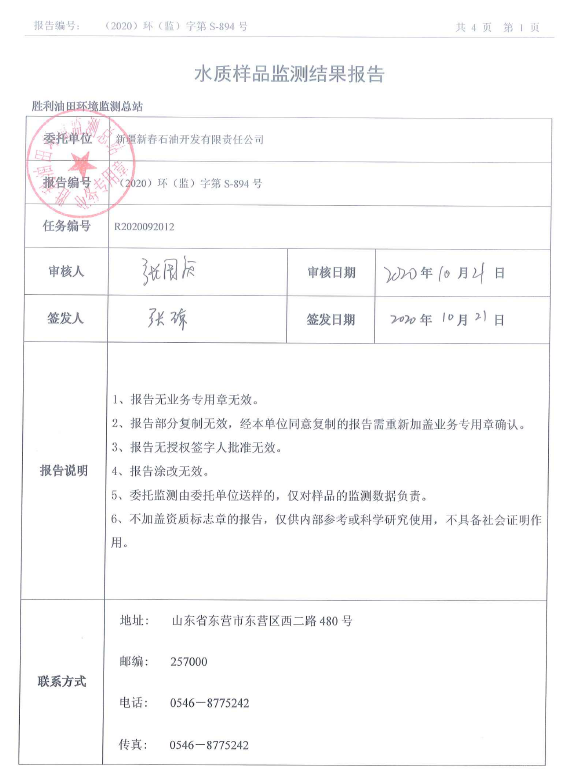 报告编号： （2020）环（监）字第 S-894 号 共 4 页 第 1 页
水质样品监测结果报告
胜利油田环境监测总站
委托单位 新疆新春石油开发有限责任公司
报告编号 （2020）环（监）字第 S-894 号
任务编号 R2020092012
审核人 审核日期 2020 年 10 月 21 日
签发人 签发日期 2020 年 10 月 21 日
1、报告无业务专用章无效。
2、报告部分复制无效，经本单位同意复制的报告需重新加盖业务专用章确认。
3、报告无授权签字人批准无效。
报告说明 4、报告涂改无效。
5、委托监测由委托单位送样的，仅对样品的监测数据负责。
6、不加盖资质标志章的报告，仅供内部参考或科学研究使用，不具备社会证明作
用。
地址： 山东省东营市东营区西二路 480 号
邮编： 257000
联系方式
电话： 0546－8775242
传真： 0546－8775242